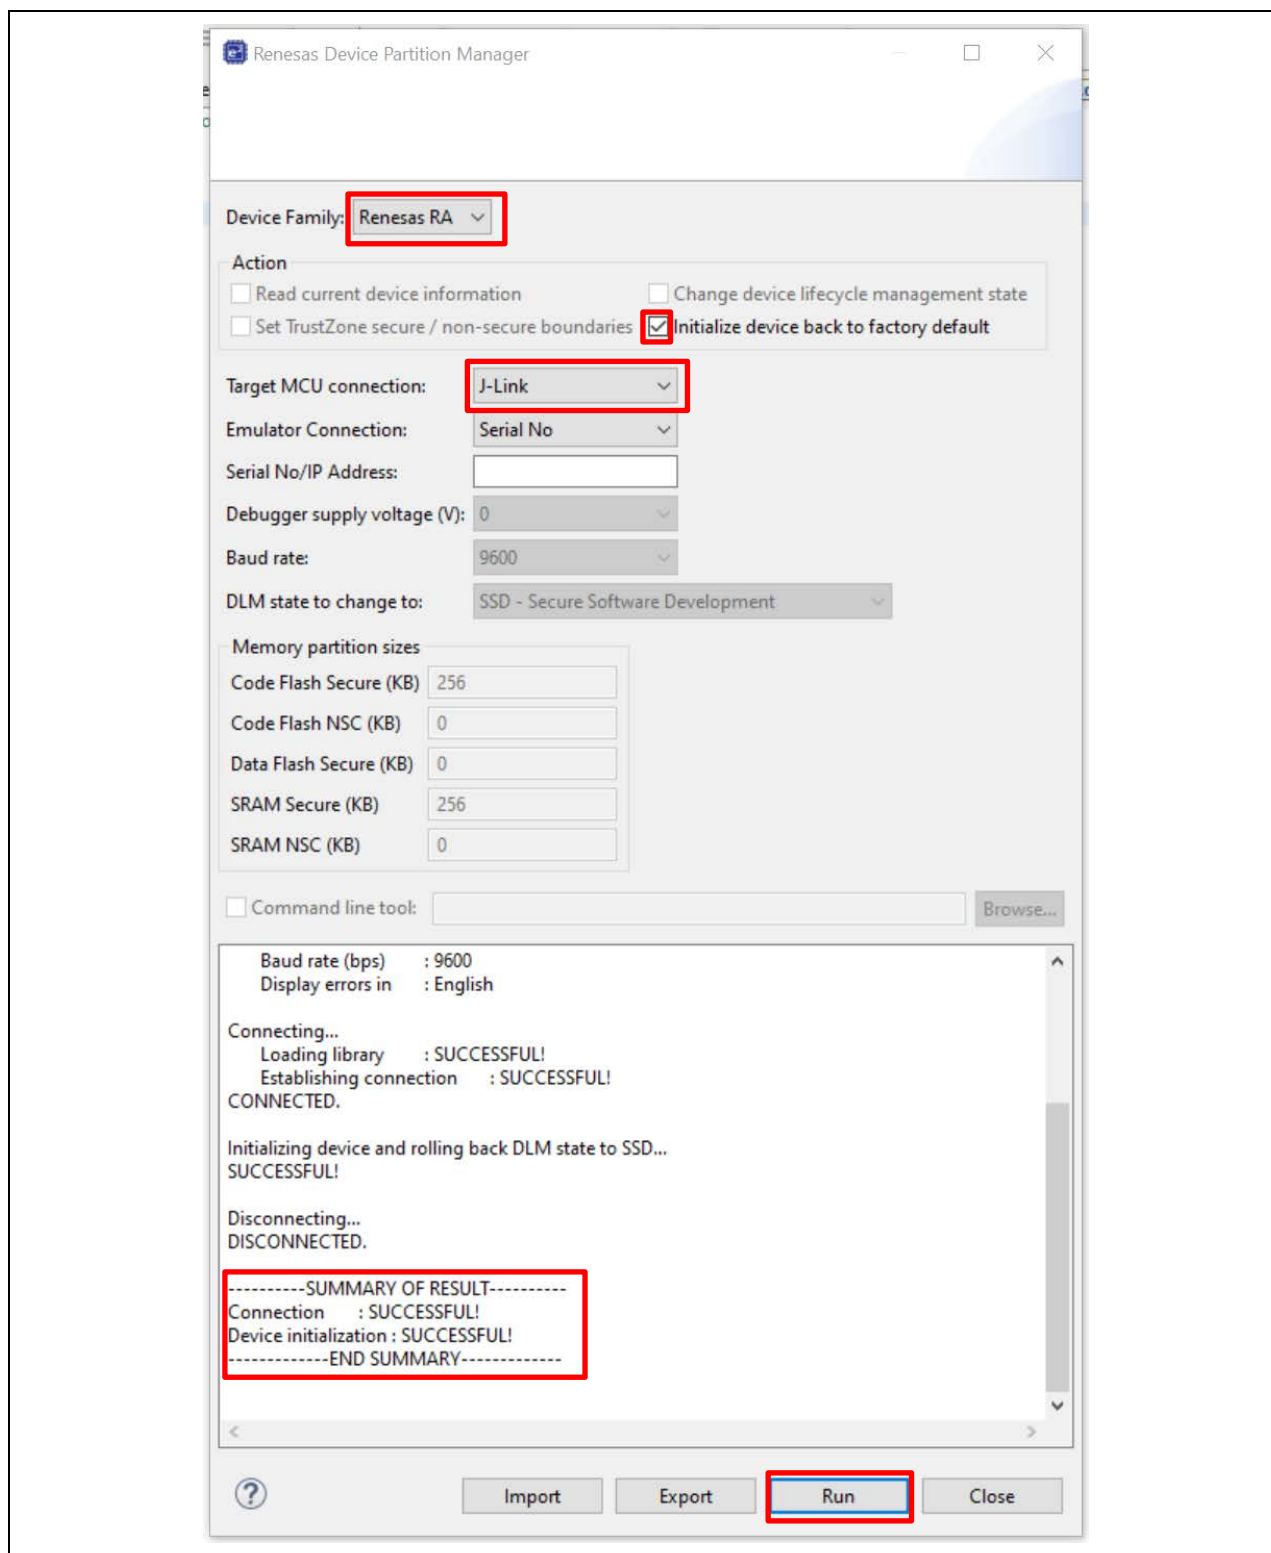 Renesas Device Partition Manager
Device Family: Renesas RA
Action
Read current device information Change device lifecycle management state
Set TrustZone secure / non-secure boundaries Initialize device back to factory default
Target MCU connection: J-Link
Emulator Connection: Serial No
Serial No/IP Address:
Debugger supply voltage (V): 0
Baud rate: 9600
DLM state to change to: SSD - Secure Software Development
Memory partition sizes
Code Flash Secure (KB) 256
Code Flash NSC (KB) 0
Data Flash Secure (KB) 0
SRAM Secure (KB) 256
SRAM NSC (KB) 0
Command line tool: Browse...
Baud rate (bps) : 9600
Display errors in : English
Connecting...
Loading library : SUCCESSFUL!
Establishing connection : SUCCESSFUL!
CONNECTED.
Initializing device and rolling back DLM state to SSD...
SUCCESSFUL!
Disconnecting...
DISCONNECTED.
----------SUMMARY OF RESULT----------
Connection : SUCCESSFUL!
Device initialization : SUCCESSFUL!
-------------END SUMMARY-------------
? Import Export Run Close